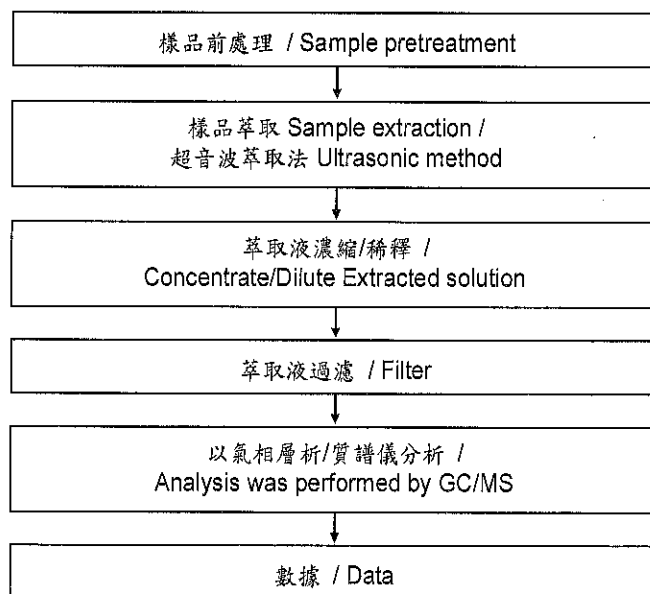 樣品前處理 / Sample pretreatment
樣品萃取 Sample extraction /
超音波萃取法 Ultrasonic method
萃取液濃縮/稀釋 /
Concentrate/Dilute Extracted solution
萃取液過濾 / Filter
以氣相層析/質譜儀分析 /
Analysis was performed by GC/MS
數據 / Data